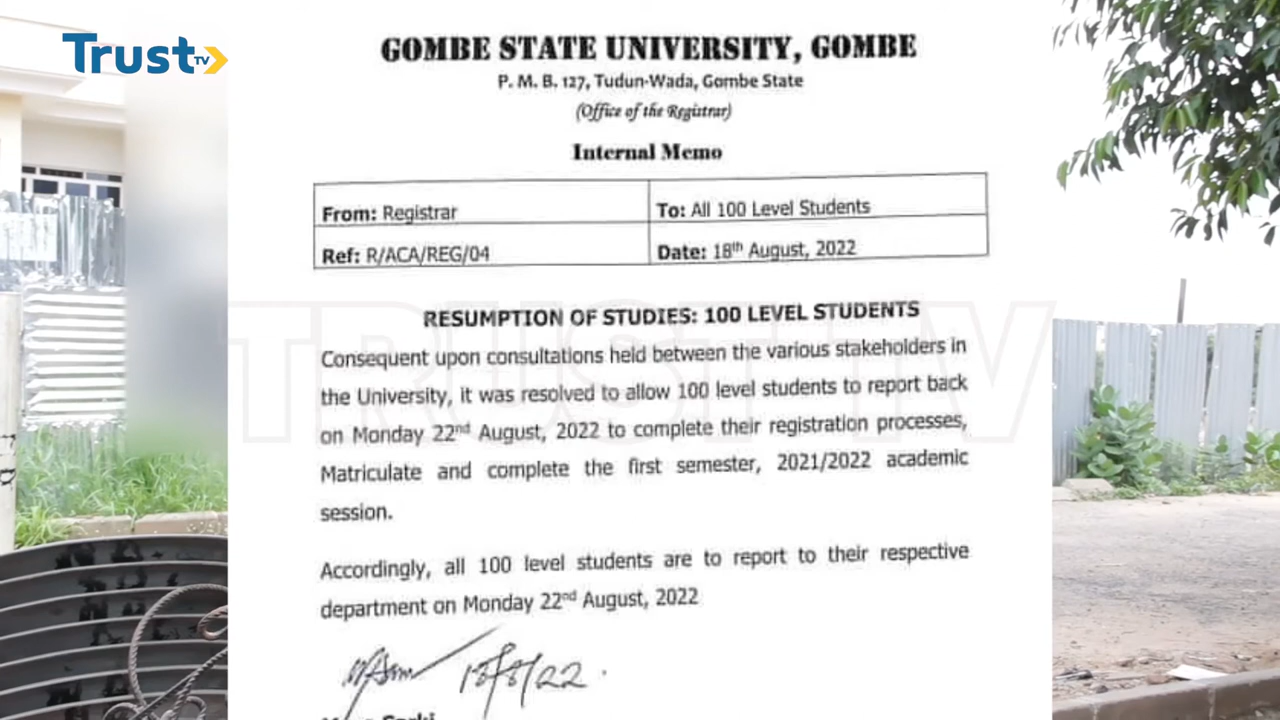 Trust TV
GOMBE STATE UNIVERSITY, GOMBE
P. M. B. 127, Tudun-Wada, Gombe State
(Office of the Registrar)
Internal Memo
From: Registrar
To: All 100 Level Students
Ref: R/ACA/REG/04
Date: 18th August, 2022
TRUST TV
RESUMPTION OF STUDIES: 100 LEVEL STUDENTS
Consequent upon consultations held between the various stakeholders in
the University, it was resolved to allow 100 level students to report back
on Monday 22nd August, 2022 to complete their registration processes,
Matriculate and complete the first semester, 2021/2022 academic
session.
Accordingly, all 100 level students are to report to their respective
department on Monday 22nd August, 2022
18/8/22.